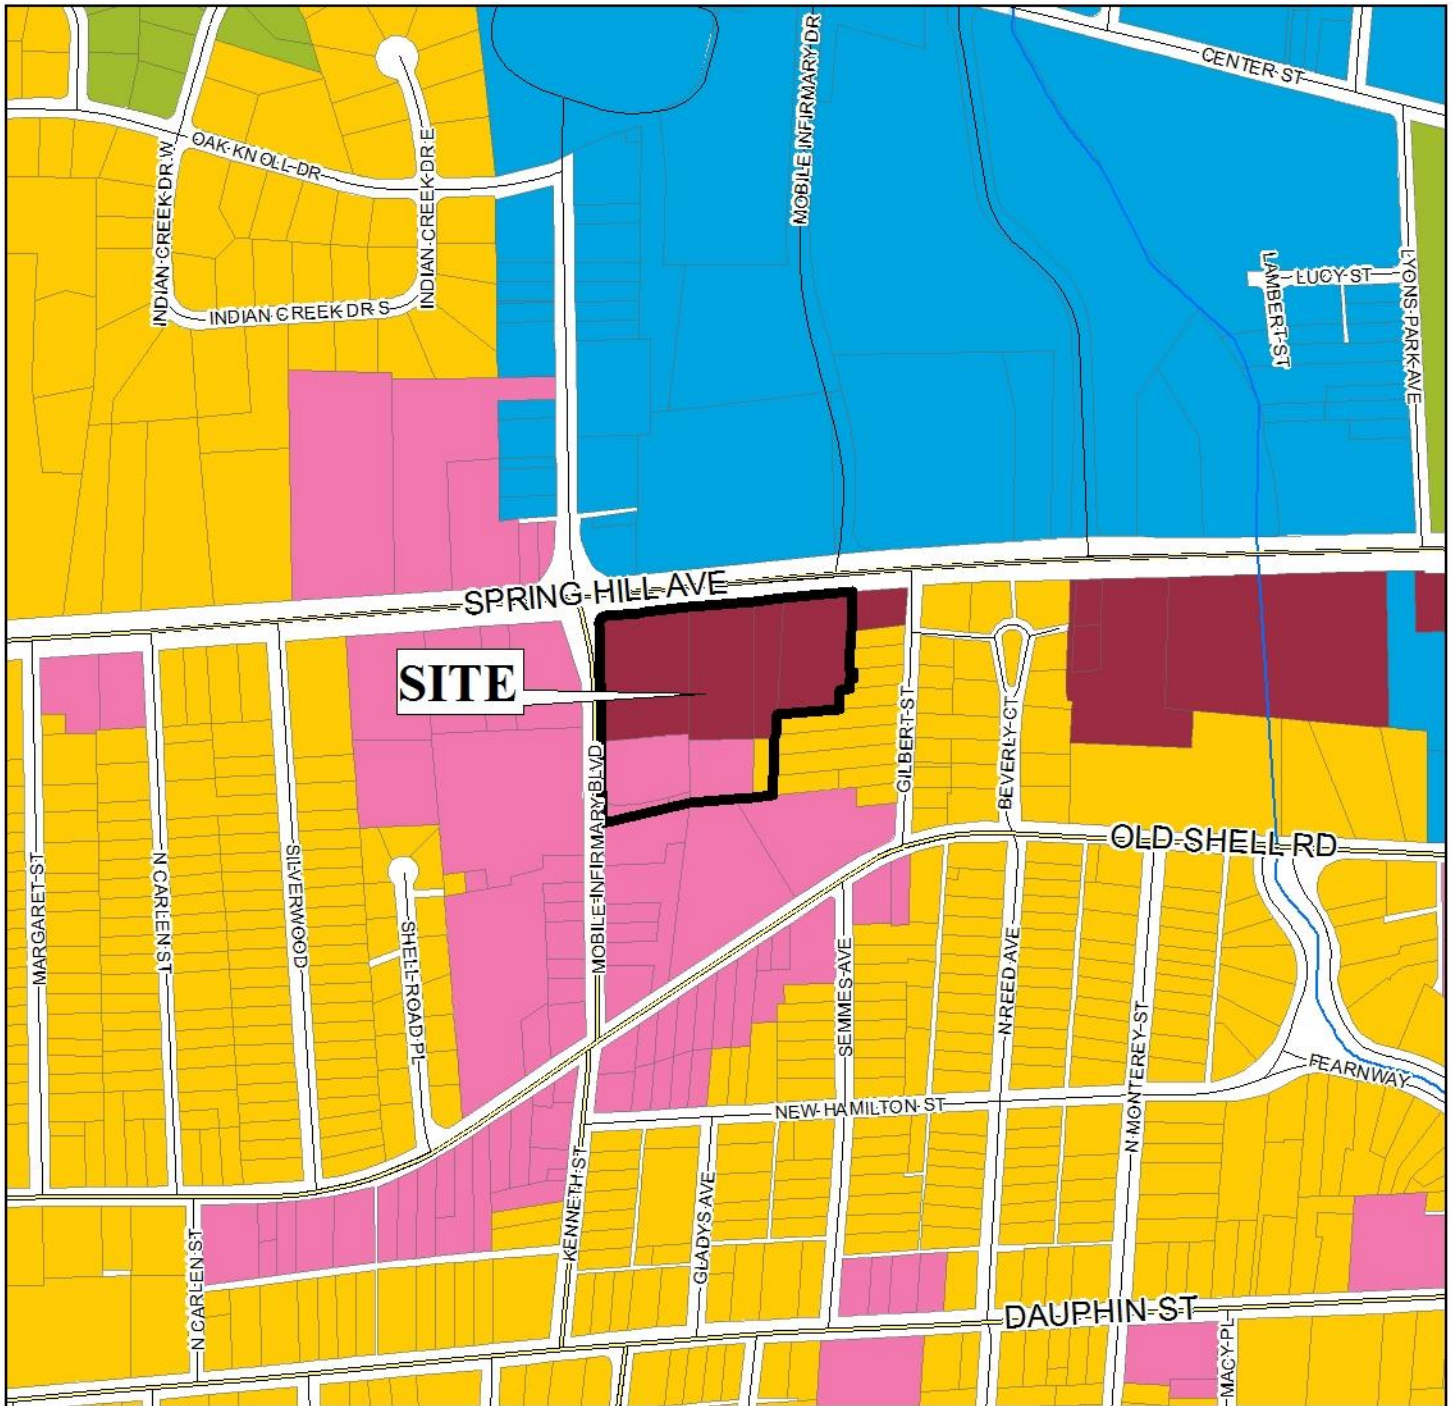 CENTER ST
MOBILE INFIRMARY DR
OAK KNOLL DR
INDIAN CREEK DR W
INDIAN CREEK DR E
INDIAN CREEK DR S
LAMBERT ST
LUCY ST
LYONS PARK AVE
SPRING HILL AVE
SITE
GILBERT ST
BEVERLY CT
MOBILE INFIRMARY BLVD
OLD SHELL RD
MARGARET ST
N CARLEN ST
SILVERWOOD
SHELL ROAD PL
SEMMES AVE
N REED AVE
N MONTEREY ST
FEARNWAY
NEW HAMILTON ST
KENNETH ST
GLADYS AVE
N CARLEN ST
DAUPHIN ST
MACY PL